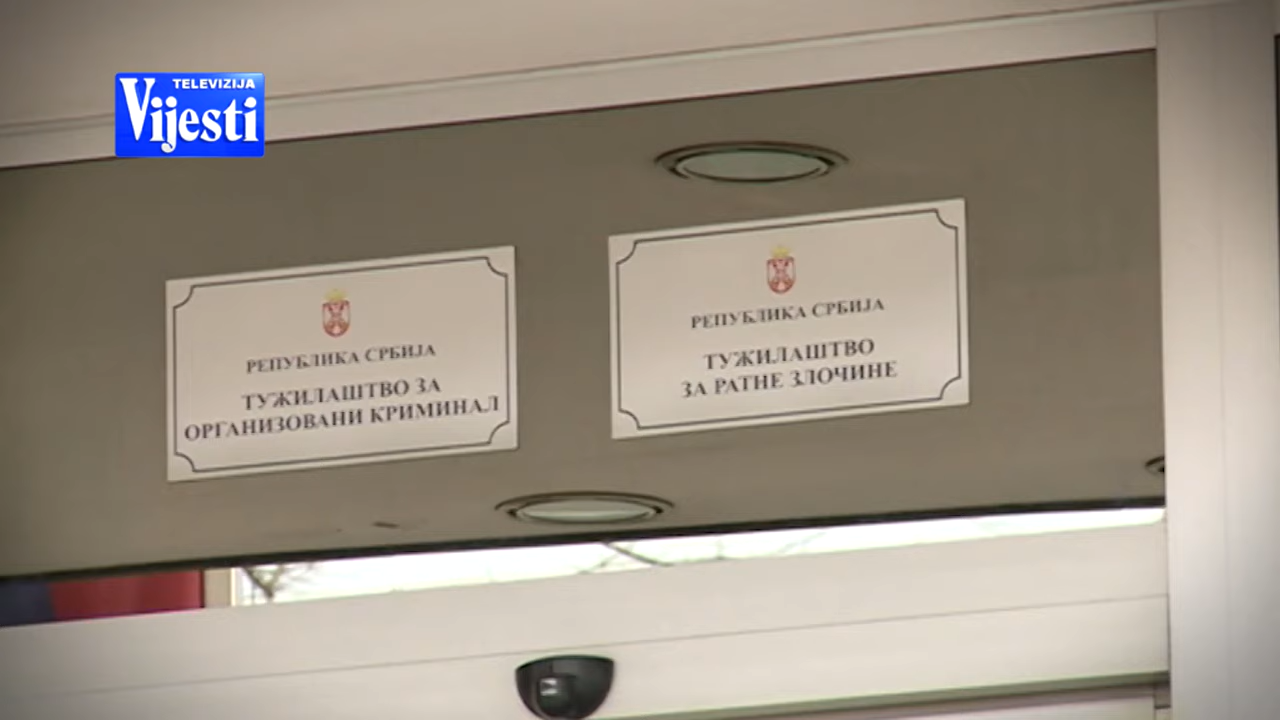 TELEVIZIJA
Vijesti
РЕПУБЛИКА СРБИЈА
ТУЖИЛАШТВО ЗА
ОРГАНИЗОВАНИ КРИМИНАЛ
РЕПУБЛИКА СРБИЈА
ТУЖИЛАШТВО
ЗА РАТНЕ ЗЛОЧИНЕ